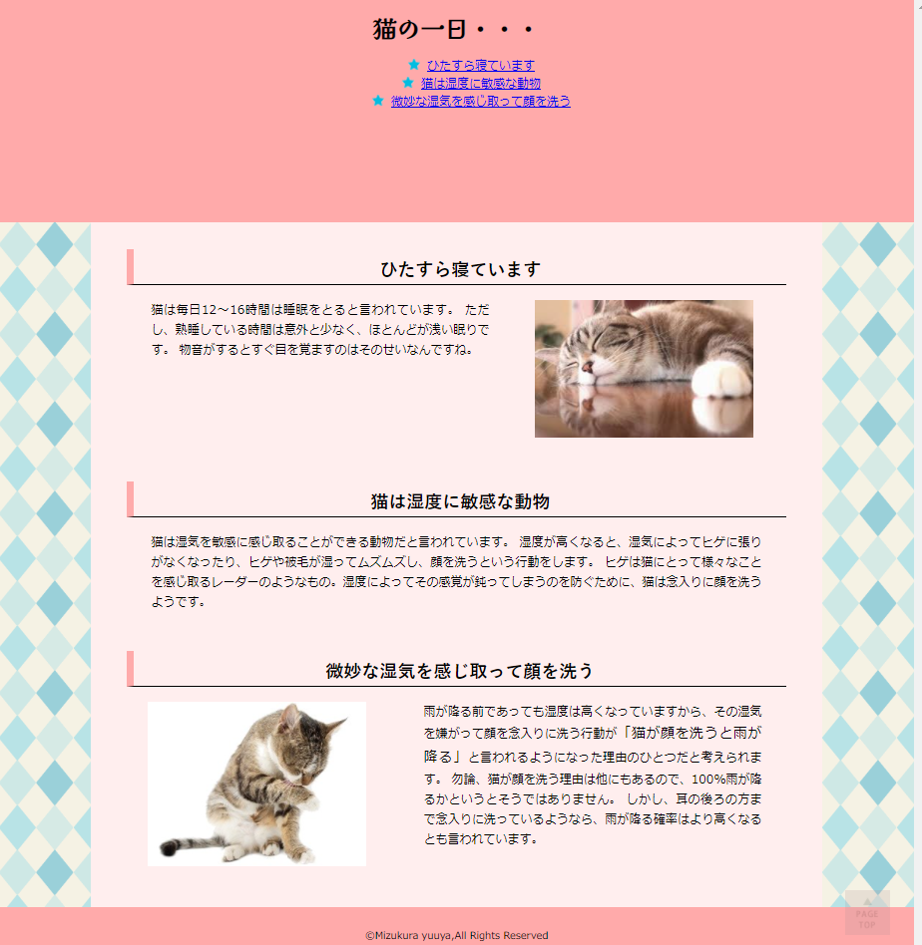 猫の一日・・・
ひたすら寝ています
猫は湿度に敏感な動物
微妙な湿気を感じ取って顔を洗う
ひたすら寝ています
猫は毎日12～16時間は睡眠をとると言われています。 ただ
し、熟睡している時間は意外と少なく、ほとんどが浅い眠りで
す。 物音がするとすぐ目を覚ますのはそのせいなんですね。
猫は湿度に敏感な動物
猫は湿気を敏感に感じ取ることができる動物だと言われています。 湿度が高くなると、湿気によってヒゲに張り
がなくなったり、ヒゲや被毛が湿ってムズムズし、顔を洗うという行動をします。 ヒゲは猫にとって様々なこと
を感じ取るレーダーのようなもの。湿度によってその感覚が鈍ってしまうのを防ぐために、猫は念入りに顔を洗う
ようです。
微妙な湿気を感じ取って顔を洗う
雨が降る前であっても湿度は高くなっていますから、その湿気
を嫌がって顔を念入りに洗う行動が「猫が顔を洗うと雨が
降る」と言われるようになった理由のひとつだと考えられま
す。 勿論、猫が顔を洗う理由は他にもあるので、100%雨が降
るかというとそうではありません。 しかし、耳の後ろの方ま
で念入りに洗っているようなら、雨が降る確率はより高くなる
とも言われています。
PAGE
TOP
©Mizukura yuuya,All Rights Reserved